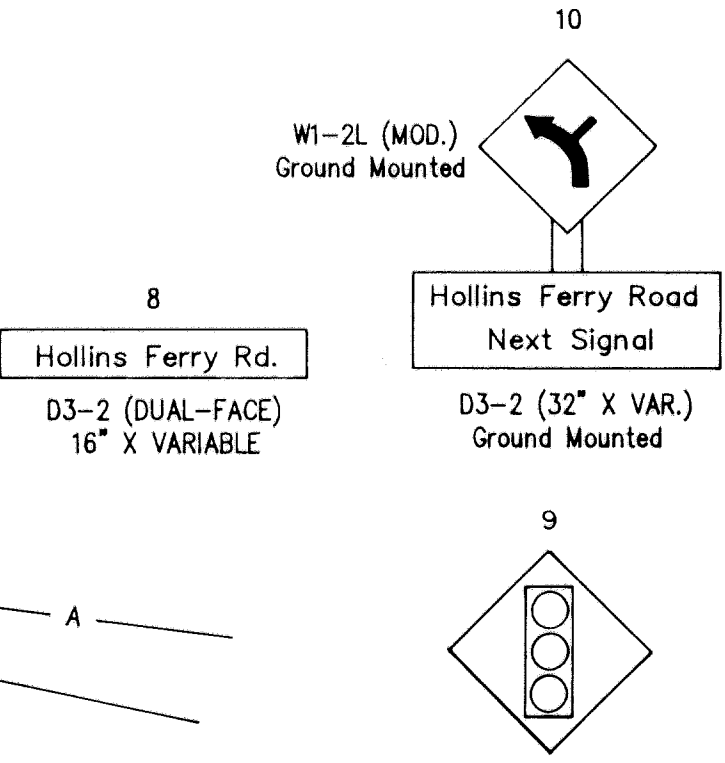 10
W1-2L (MOD.)
Ground Mounted
Hollins Ferry Road
Next Signal
D3-2 (32" X VAR.)
Ground Mounted
8
Hollins Ferry Rd.
D3-2 (DUAL-FACE)
16" X VARIABLE
9
A